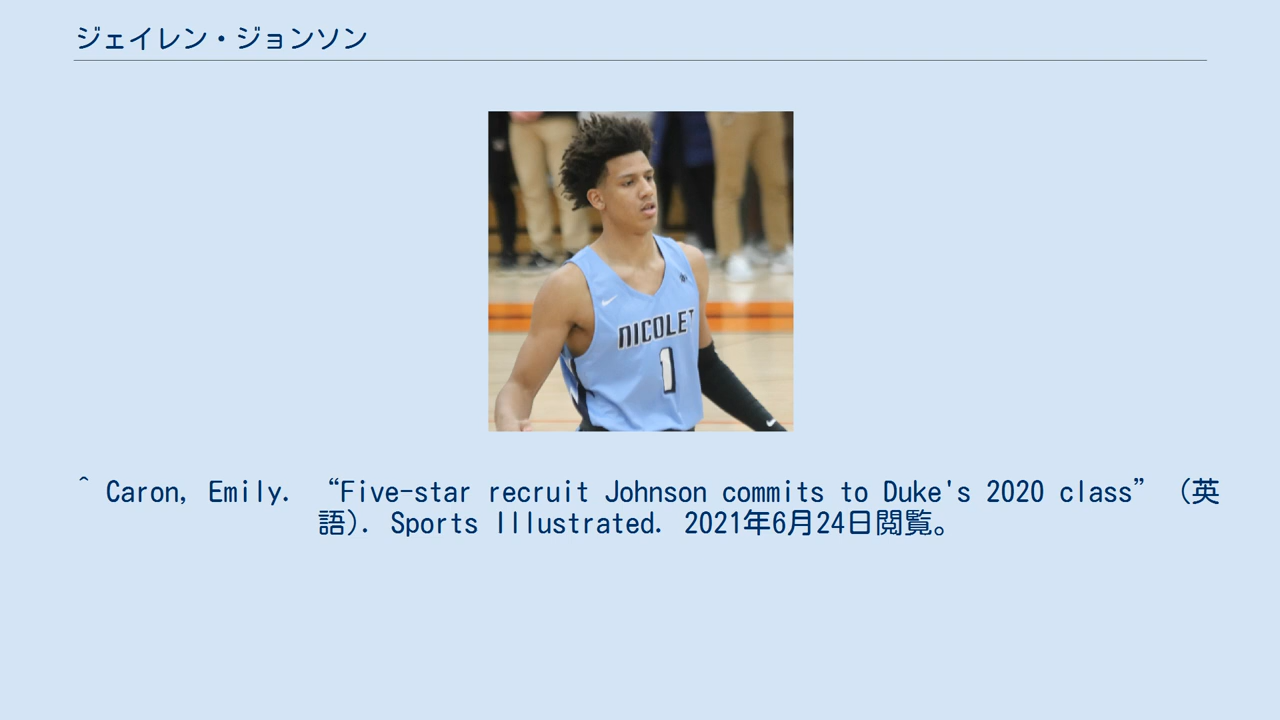 ジェイレン・ジョンソン
NICOLET
1
^ Caron, Emily. “Five-star recruit Johnson commits to Duke's 2020 class” (英
語). Sports Illustrated. 2021年6月24日閲覧。